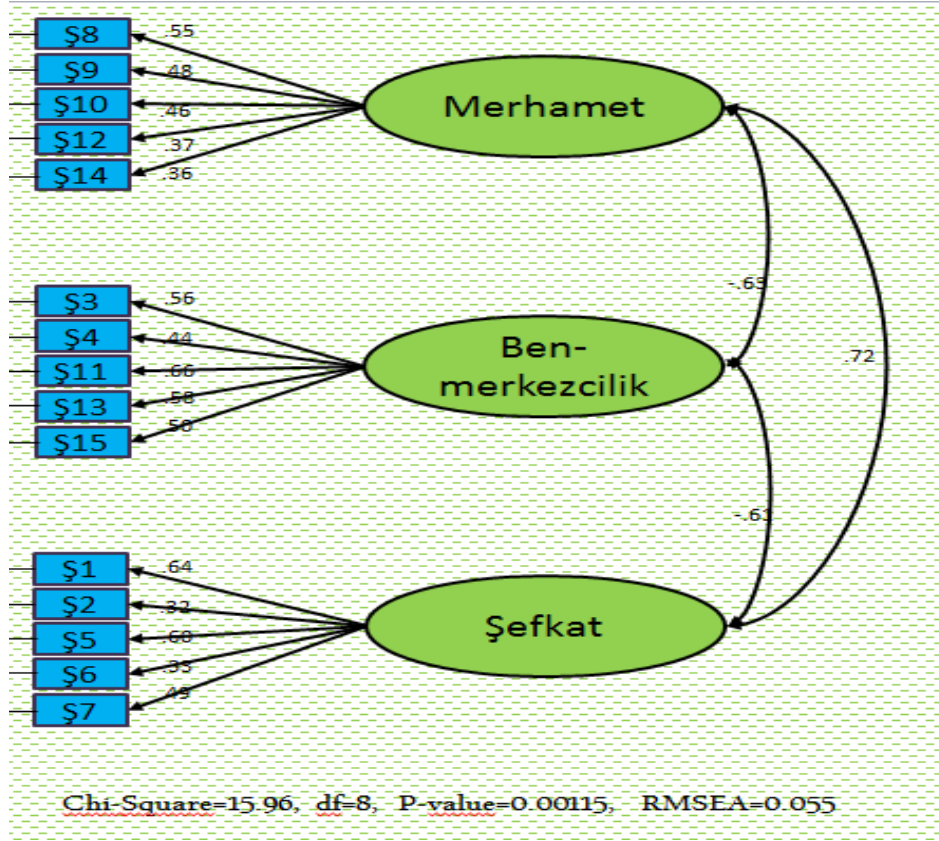 Ş8
.55
Ş9
.48
Ş10
.46
Ş12
.37
Ş14
.36
Merhamet
-.63
.72
Ş3
.56
Ş4
.44
Ş11
.66
Ş13
.58
Ş15
.50
Ben-
merkezcilik
-.61
Ş1
.64
Ş2
.32
Ş5
.68
Ş6
.35
Ş7
.49
Şefkat
Chi-Square=15.96, df=8, P-value=0.00115, RMSEA=0.055